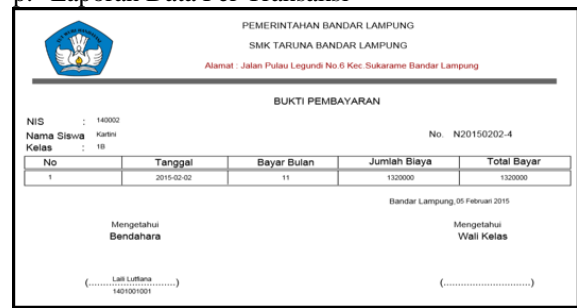 p. Laporan Data Per Transaksi
PEMERINTAHAN BANDAR LAMPUNG
SMK TARUNA BANDAR LAMPUNG
Alamat : Jalan Pulau Legundi No.6 Kec.Sukarame Bandar Lampung
BUKTI PEMBAYARAN
NIS : 140002
Nama Siswa Kartini
No. N20150202-4
Kelas : 1B
No Tanggal Bayar Bulan Jumlah Biaya Total Bayar
1 2015-02-02 11 1320000 1320000
Bandar Lampung, 05 Februari 2015
Mengetahui Mengetahui
Bendahara Wali Kelas
(Laili Lutfiana) (..............................)
1401001001